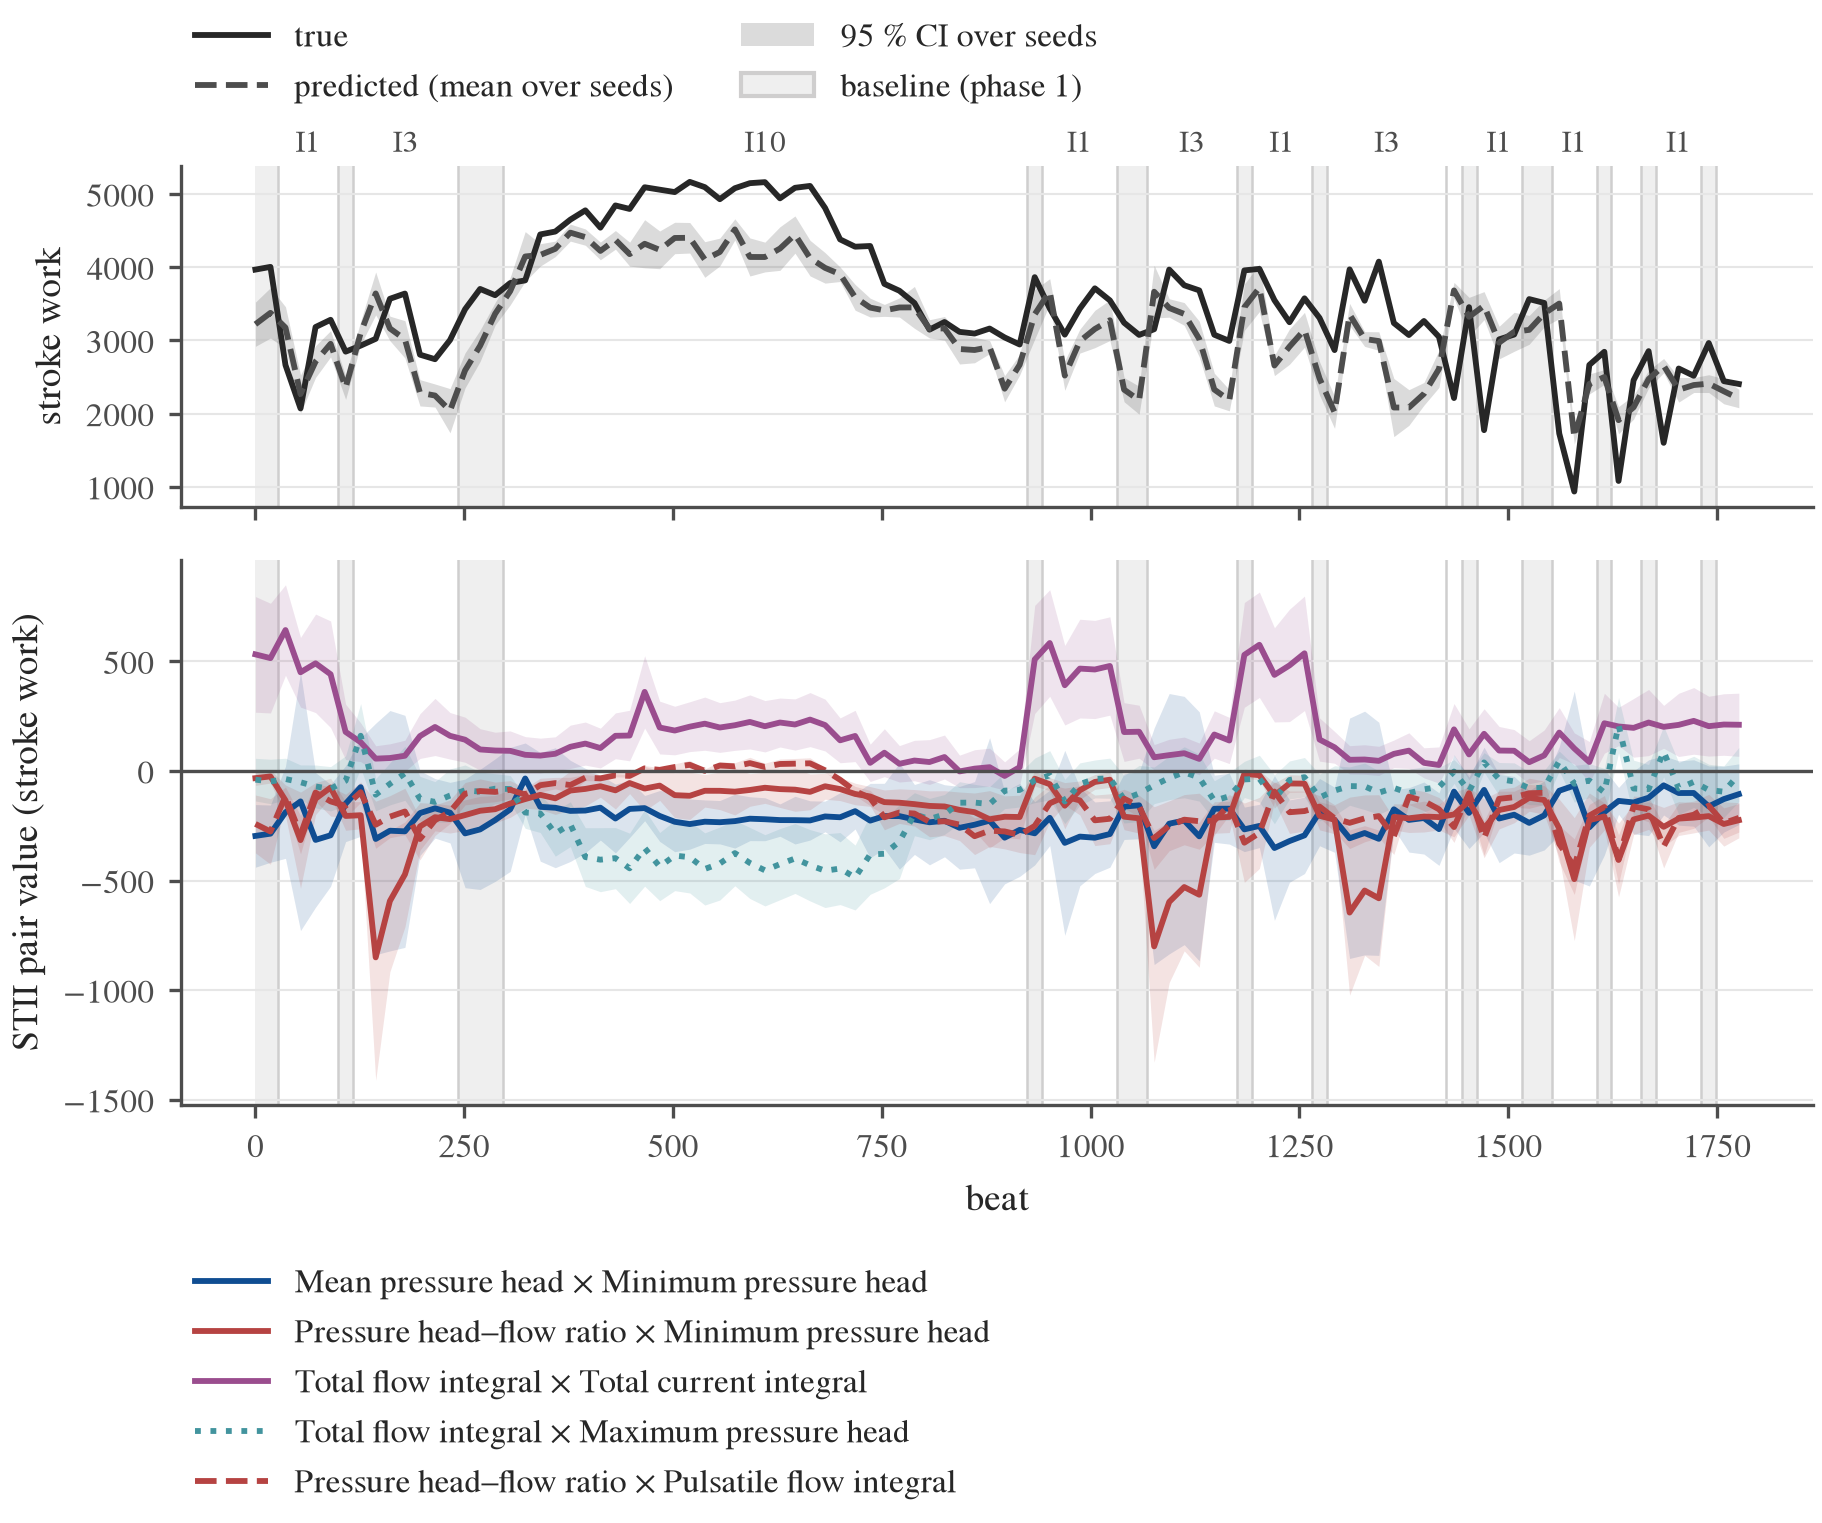 true
predicted (mean over seeds)
95 % CI over seeds
baseline (phase 1)
I1 I3 I10 I1 I3 I1 I3 I1 I1 I1
stroke work
5000
4000
3000
2000
1000
STII pair value (stroke work)
500
0
−500
−1000
−1500
0 250 500 750 1000 1250 1500 1750
beat
Mean pressure head × Minimum pressure head
Pressure head–flow ratio × Minimum pressure head
Total flow integral × Total current integral
Total flow integral × Maximum pressure head
Pressure head–flow ratio × Pulsatile flow integral